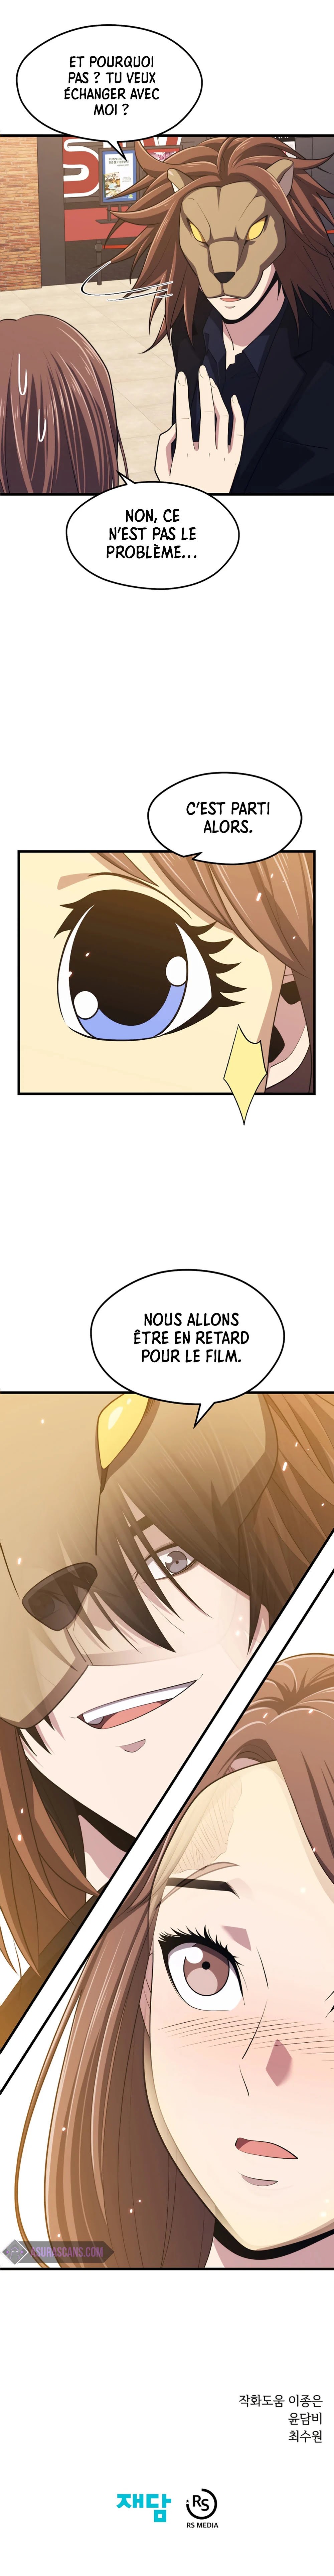 ET POURQUOI
PAS ? TU VEUX
ÉCHANGER AVEC
MOI ?
NON, CE
N'EST PAS LE
PROBLÈME...
C'EST PARTI
ALORS.
NOUS ALLONS
ÊTRE EN RETARD
POUR LE FILM.
ASURASCANS.COM
작화도움 이종은
윤담비
최수원
재담
RS
RS MEDIA